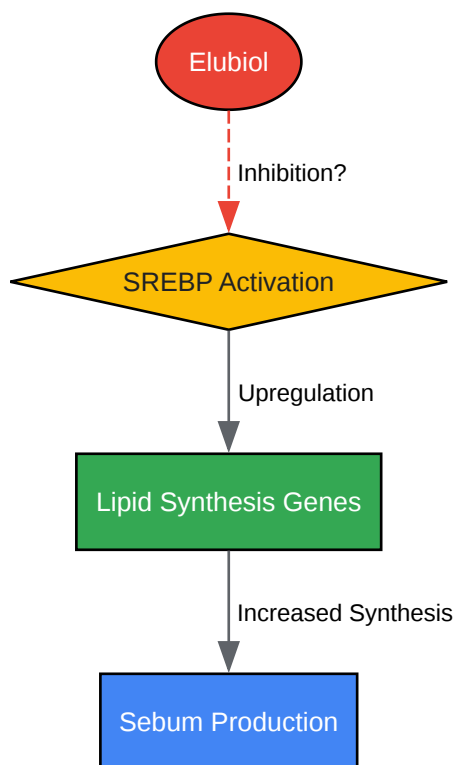 Elubiol
Inhibition?
SREBP Activation
Upregulation
Lipid Synthesis Genes
Increased Synthesis
Sebum Production